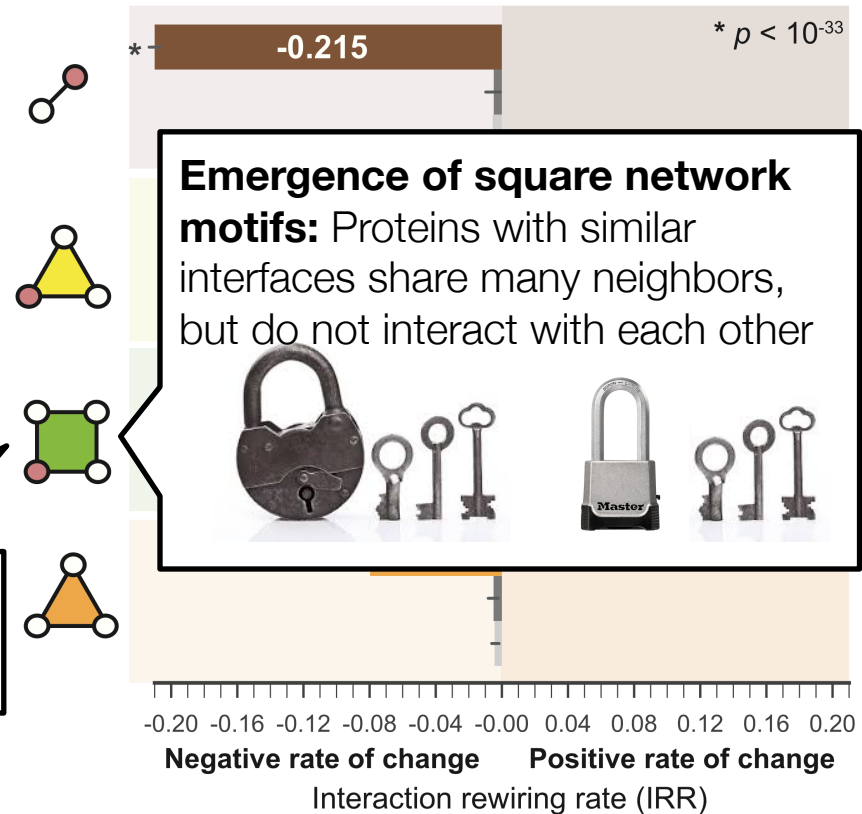 * -0.215
* p < 10-33
Emergence of square network
motifs: Proteins with similar
interfaces share many neighbors,
but do not interact with each other
Master
-0.20 -0.16 -0.12 -0.08 -0.04 -0.00 0.04 0.08 0.12 0.16 0.20
Negative rate of change Positive rate of change
Interaction rewiring rate (IRR)